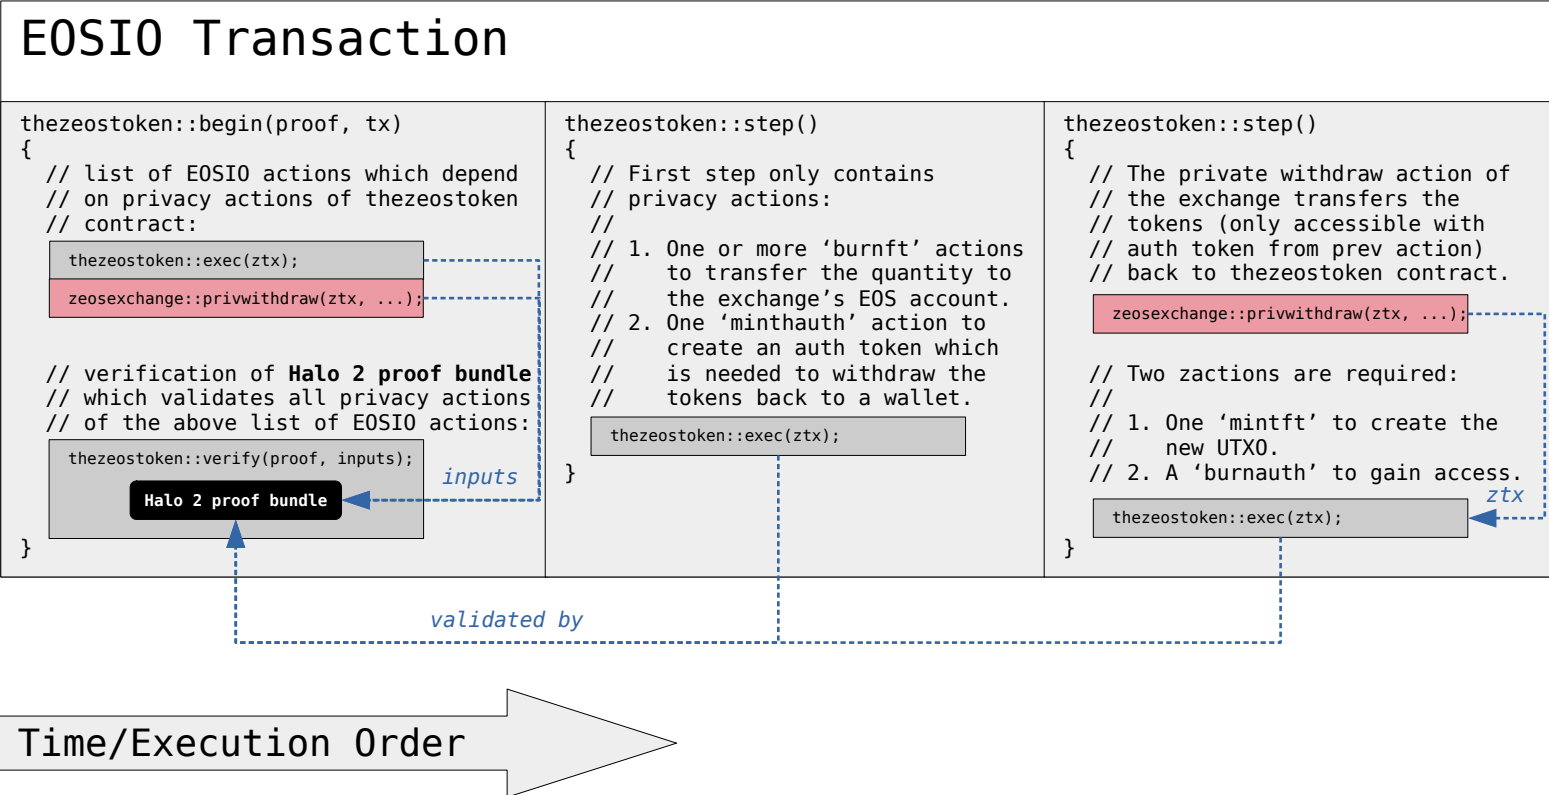 EOSIO Transaction
thezeostoken::begin(proof, tx)
{
// list of EOSIO actions which depend
// on privacy actions of thezeostoken
// contract:
thezeostoken::exec(ztx);
zeosexchange::privwithdraw(ztx, ...);
// verification of Halo 2 proof bundle
// which validates all privacy actions
// of the above list of EOSIO actions:
thezeostoken::verify(proof, inputs);
Halo 2 proof bundle
inputs
}
thezeostoken::step()
{
// First step only contains
// privacy actions:
//
// 1. One or more ‘burnft’ actions
//    to transfer the quantity to
//    the exchange’s EOS account.
// 2. One ‘minthauth’ action to
//    create an auth token which
//    is needed to withdraw the
//    tokens back to a wallet.
thezeostoken::exec(ztx);
}
thezeostoken::step()
{
// The private withdraw action of
// the exchange transfers the
// tokens (only accessible with
// auth token from prev action)
// back to thezeostoken contract.
zeosexchange::privwithdraw(ztx, ...);
// Two zactions are required:
//
// 1. One ‘mintft’ to create the
//    new UTXO.
// 2. A ‘burnauth’ to gain access.
ztx
thezeostoken::exec(ztx);
}
validated by
Time/Execution Order